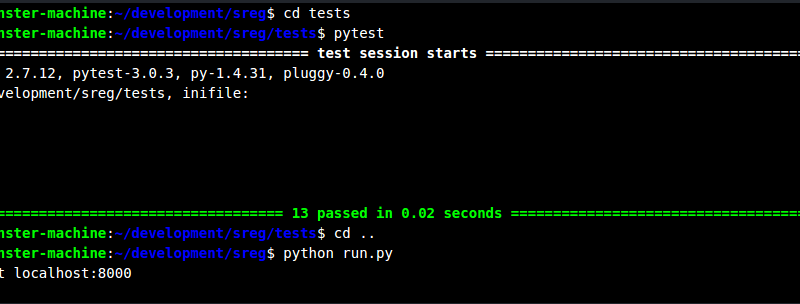 nster-machine:~/development/sreg$ cd tests
nster-machine:~/development/sreg/tests$ pytest
===================================== test session starts ======================================
2.7.12, pytest-3.0.3, py-1.4.31, pluggy-0.4.0
velopment/sreg/tests, inifile:
================================== 13 passed in 0.02 seconds ===================================
nster-machine:~/development/sreg/tests$ cd ..
nster-machine:~/development/sreg$ python run.py
t localhost:8000